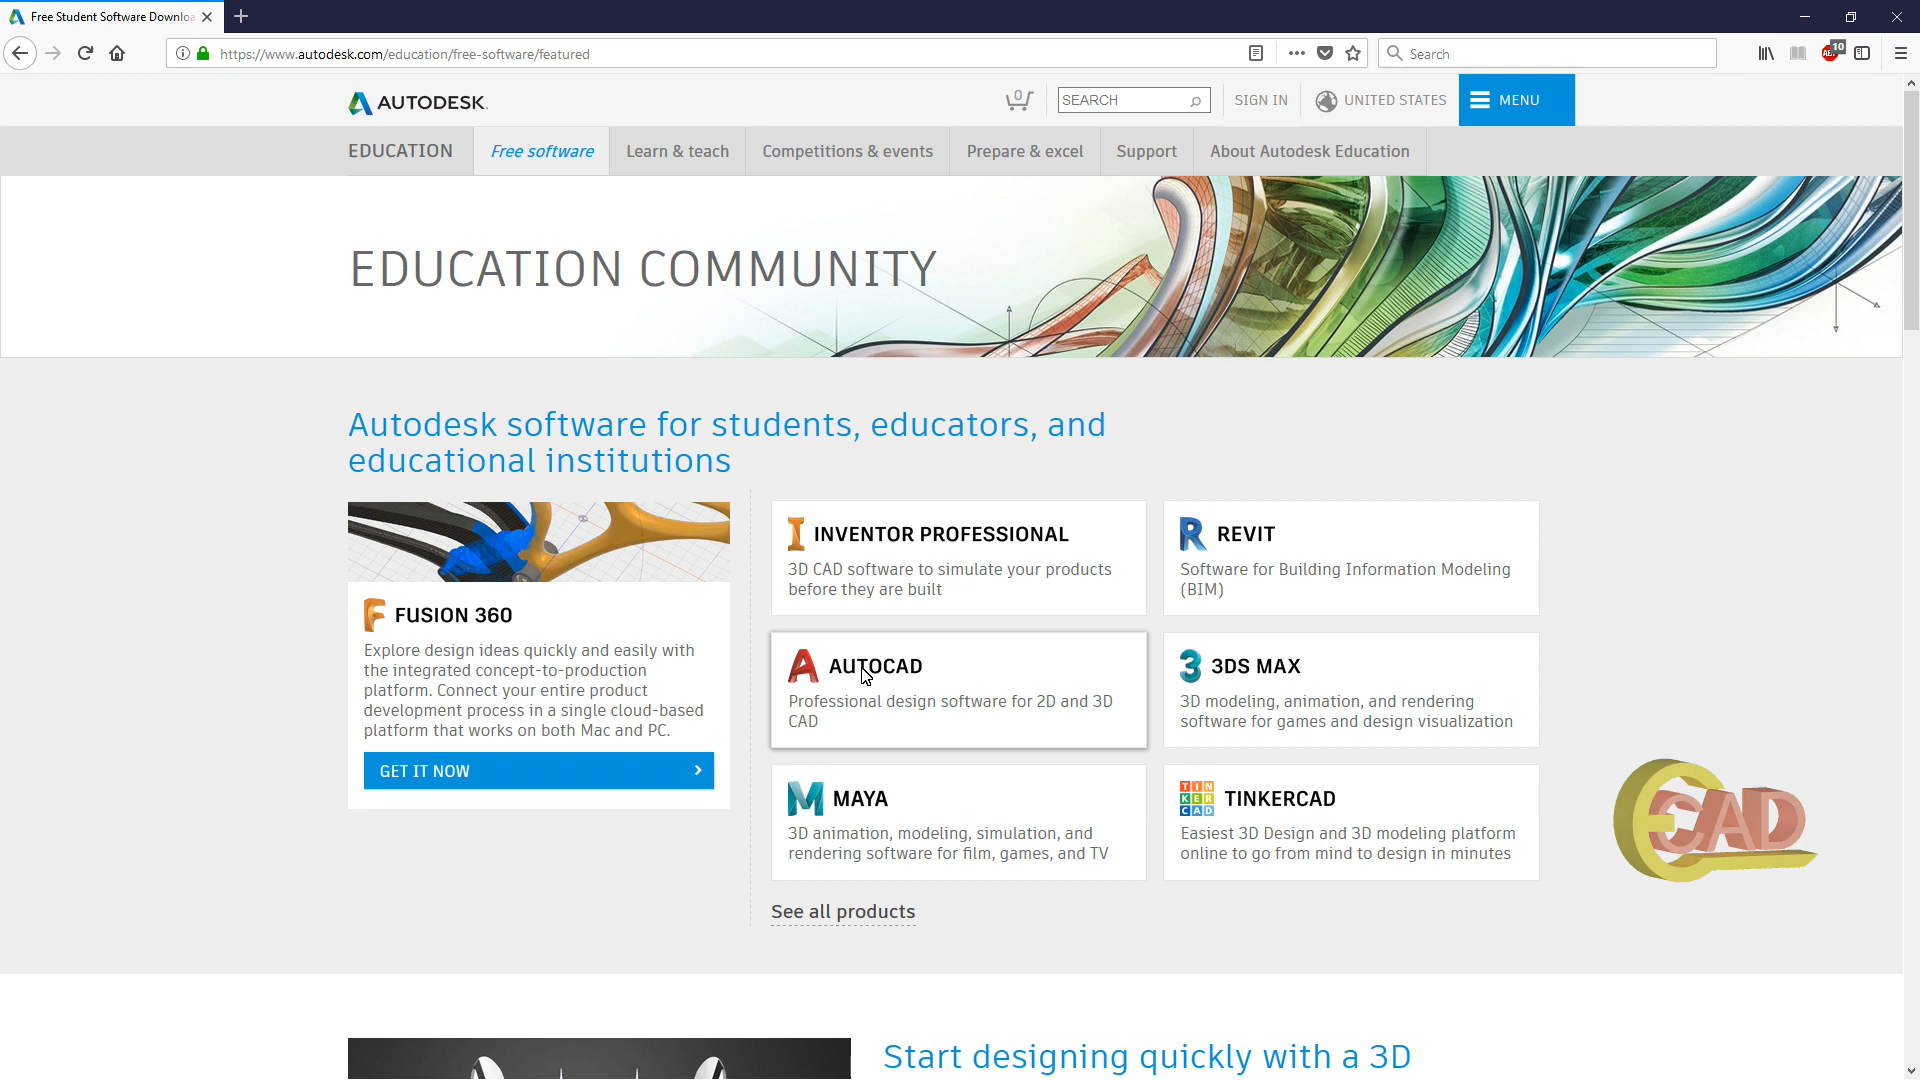 Free Student Software Downloa
https://www.autodesk.com/education/free-software/featured
Search
10
AUTODESK.
0
SEARCH
SIGN IN
UNITED STATES
MENU
EDUCATION
Free software
Learn & teach
Competitions & events
Prepare & excel
Support
About Autodesk Education
EDUCATION COMMUNITY
Autodesk software for students, educators, and
educational institutions
FUSION 360
Explore design ideas quickly and easily with
the integrated concept-to-production
platform. Connect your entire product
development process in a single cloud-based
platform that works on both Mac and PC.
GET IT NOW
INVENTOR PROFESSIONAL
3D CAD software to simulate your products
before they are built
REVIT
Software for Building Information Modeling
(BIM)
AUTOCAD
Professional design software for 2D and 3D
CAD
3DS MAX
3D modeling, animation, and rendering
software for games and design visualization
MAYA
3D animation, modeling, simulation, and
rendering software for film, games, and TV
TIN
KER
CAD
TINKERCAD
Easiest 3D Design and 3D modeling platform
online to go from mind to design in minutes
See all products
CAD
Start designing quickly with a 3D